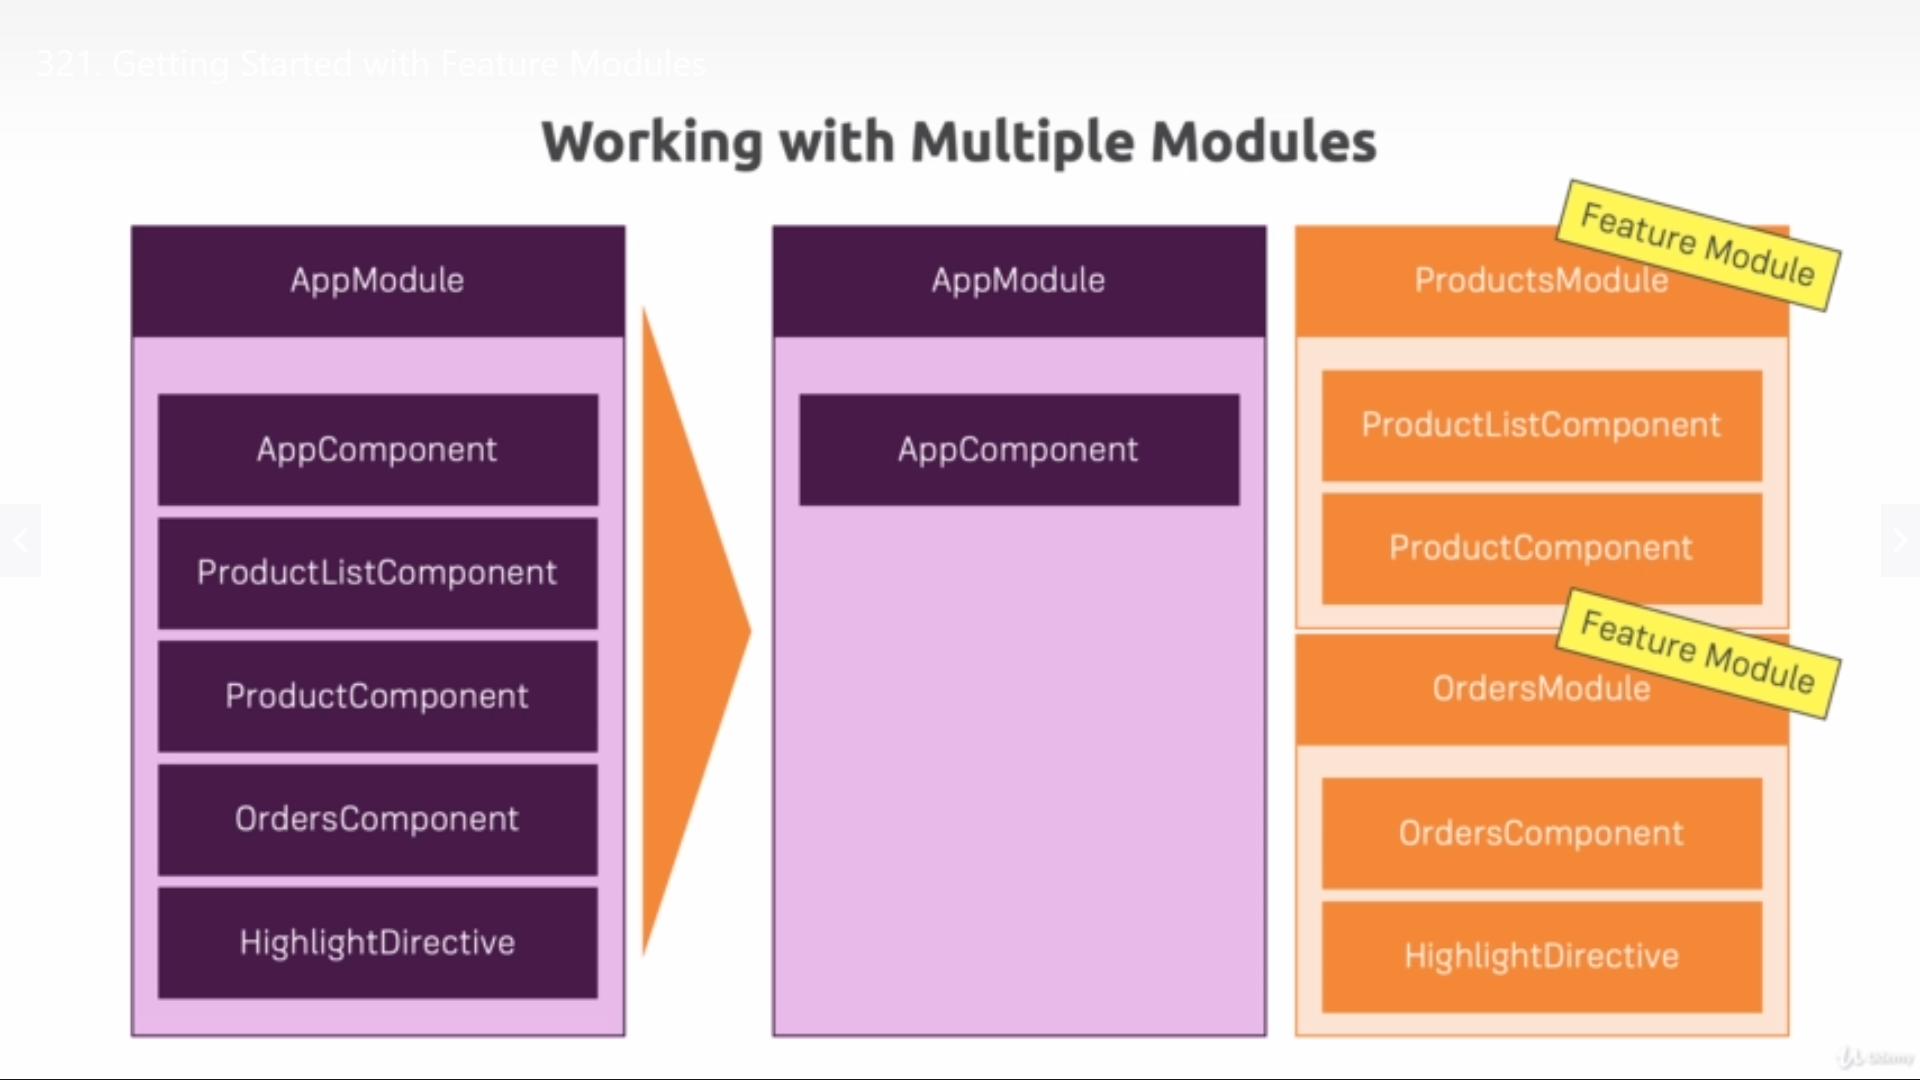 321. Getting Started with Feature Modules
Working with Multiple Modules
AppModule
AppComponent
ProductListComponent
ProductComponent
OrdersComponent
HighlightDirective
AppModule
AppComponent
Feature Module
ProductsModule
ProductListComponent
ProductComponent
Feature Module
OrdersModule
OrdersComponent
HighlightDirective
Udemy